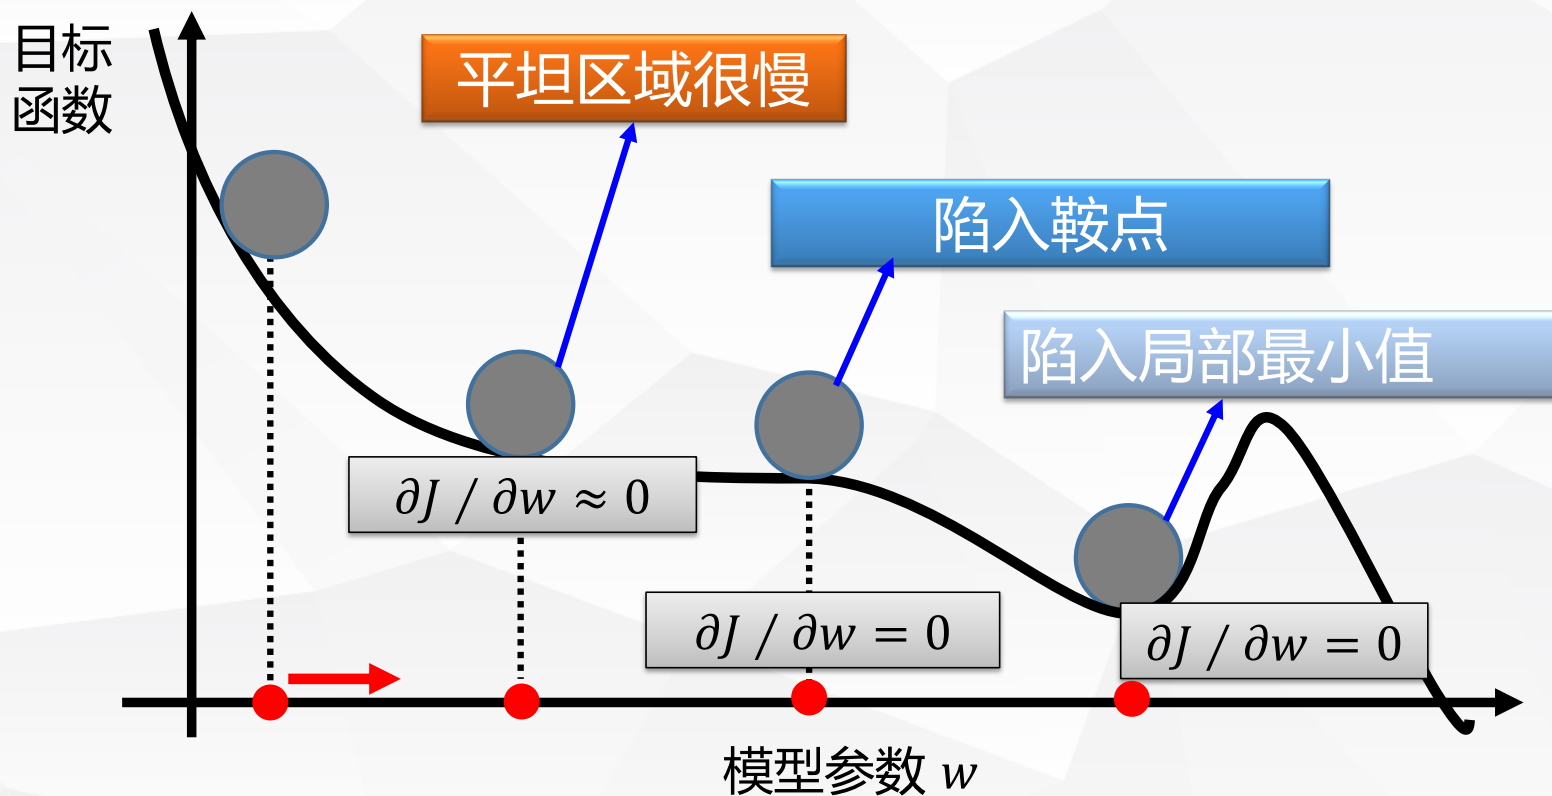 目标
函数
平坦区域很慢
陷入鞍点
陷入局部最小值
∂J / ∂w ≈ 0
∂J / ∂w = 0
∂J / ∂w = 0
模型参数 w